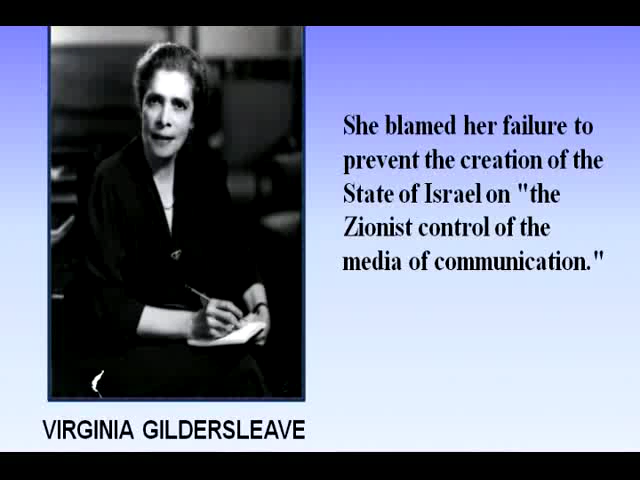 She blamed her failure to
prevent the creation of the
State of Israel on "the
Zionist control of the
media of communication."
VIRGINIA GILDERSLEAVE